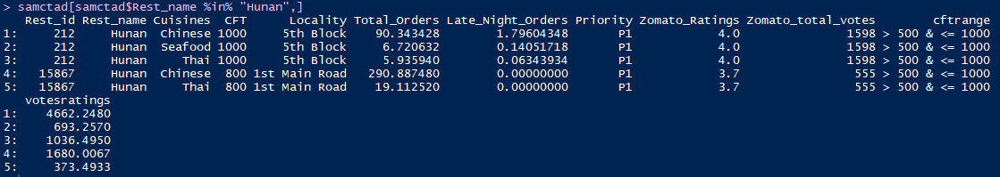 > samctad[samctad$Rest_name %in% "Hunan",]
Rest_id Rest_name Cuisines CFT Locality Total_Orders Late_Night_Orders Priority Zomato_Ratings Zomato_total_votes cftrange
1: 212 Hunan Chinese 1000 5th Block 90.343428 1.79604348 P1 4.0 1598 > 500 & <= 1000
2: 212 Hunan Seafood 1000 5th Block 6.720632 0.14051718 P1 4.0 1598 > 500 & <= 1000
3: 212 Hunan Thai 1000 5th Block 5.935940 0.06343934 P1 4.0 1598 > 500 & <= 1000
4: 15867 Hunan Chinese 800 1st Main Road 290.887480 0.00000000 P1 3.7 555 > 500 & <= 1000
5: 15867 Hunan Thai 800 1st Main Road 19.112520 0.00000000 P1 3.7 555 > 500 & <= 1000
votesratings
1: 4662.2480
2: 693.2570
3: 1036.4950
4: 1680.0067
5: 373.4933